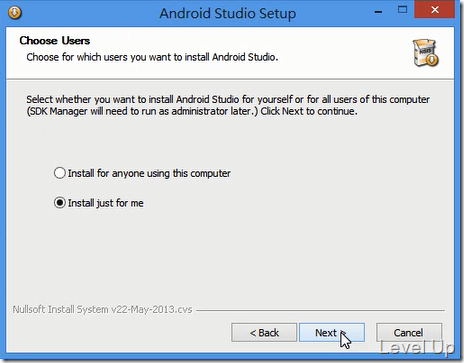 Android Studio Setup
Choose Users
Choose for which users you want to install Android Studio.
Select whether you want to install Android Studio for yourself or for all users of this computer
(SDK Manager will need to run as administrator later.) Click Next to continue.
Install for anyone using this computer
Install just for me
Nullsoft Install System v22-May-2013.cvs
< Back
Next >
Cancel
Level Up